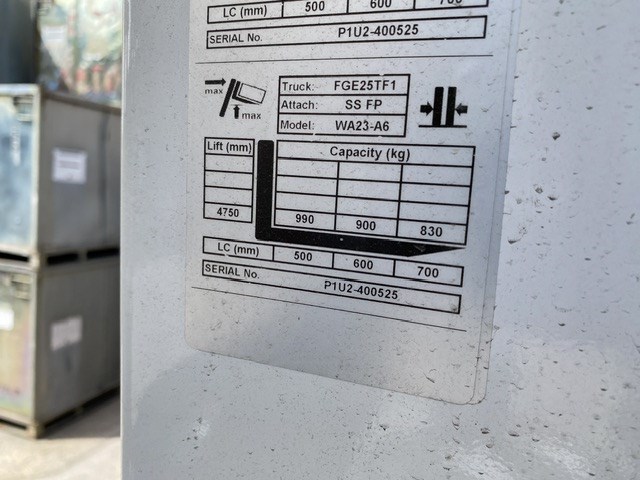 LC (mm) 500 600 700
SERIAL No. P1U2-400525
max
max
Truck: FGE25TF1
Attach: SS FP
Model: WA23-A6
Lift (mm) Capacity (kg)
4750 990 900 830
LC (mm) 500 600 700
SERIAL No. P1U2-400525